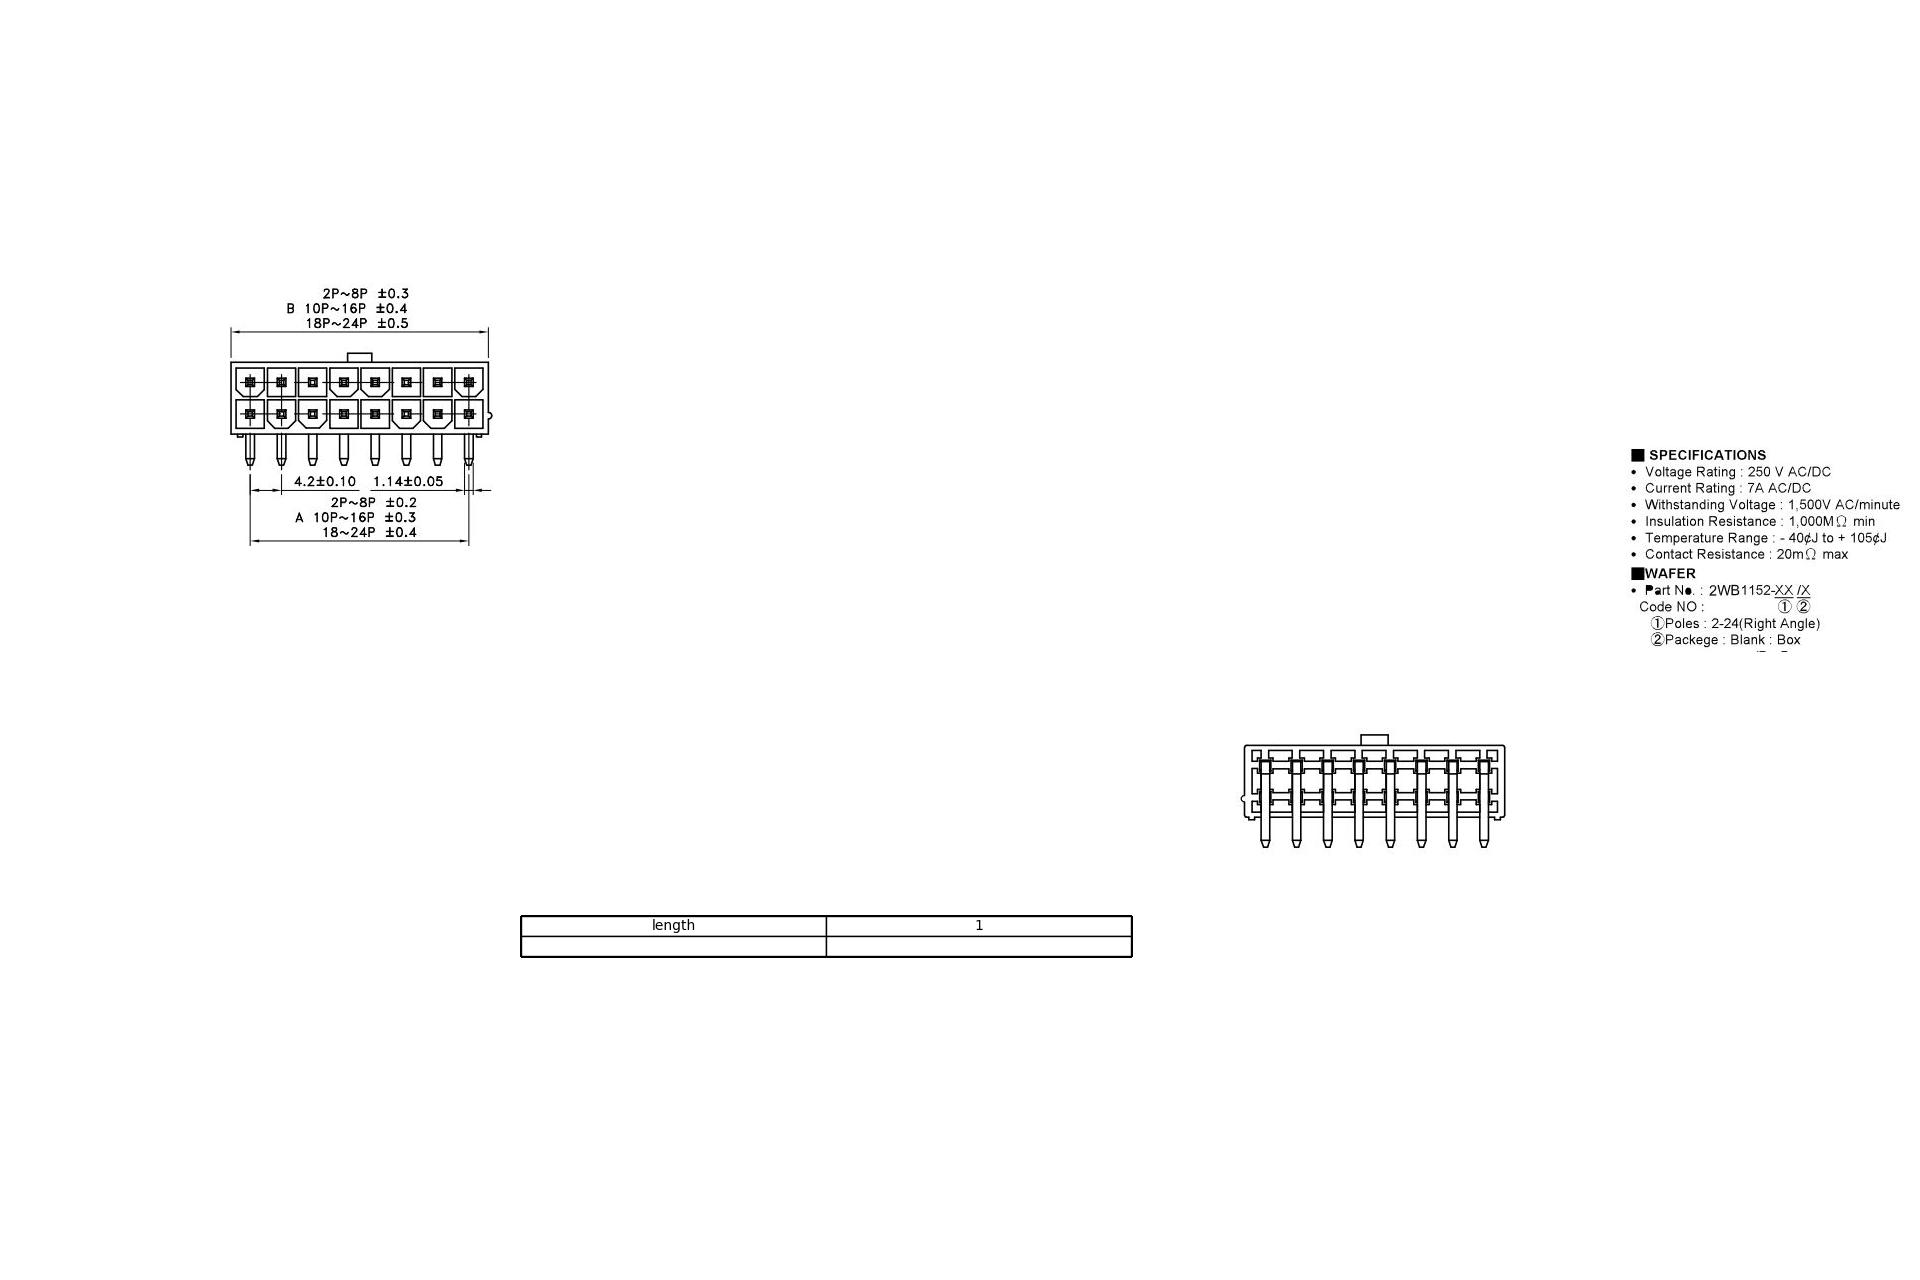 2P~8P ±0.3
B 10P~16P ±0.4
18P~24P ±0.5
4.2±0.10 1.14±0.05
2P~8P ±0.2
A 10P~16P ±0.3
18~24P ±0.4
■ SPECIFICATIONS
• Voltage Rating : 250 V AC/DC
• Current Rating : 7A AC/DC
• Withstanding Voltage : 1,500V AC/minute
• Insulation Resistance : 1,000MΩ min
• Temperature Range : - 40¢J to + 105¢J
• Contact Resistance : 20mΩ max
■WAFER
• Part No. : 2WB1152-XX /X
Code NO : ① ②
①Poles : 2-24(Right Angle)
②Packege : Blank : Box
length 1